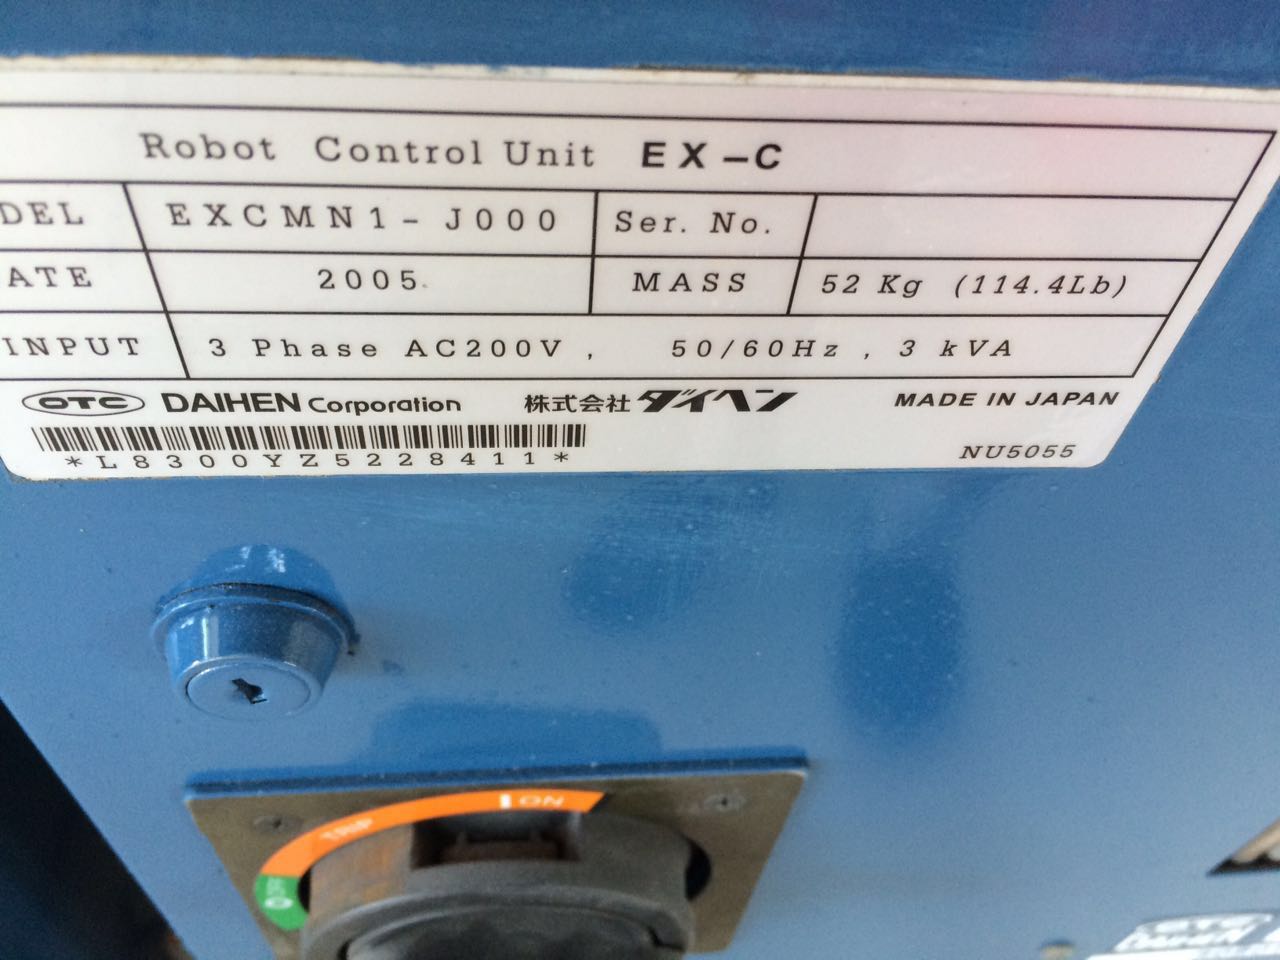 Robot Control Unit EX-C
DEL EXCMN1-J000 Ser. No.
ATE 2005. MASS 52 Kg (114.4Lb)
INPUT 3 Phase AC200V, 50/60Hz, 3 kVA
OTC DAIHEN Corporation 株式会社ダイヘン MADE IN JAPAN
*L8300YZ5228411*
NU5055
I ON
TRIP